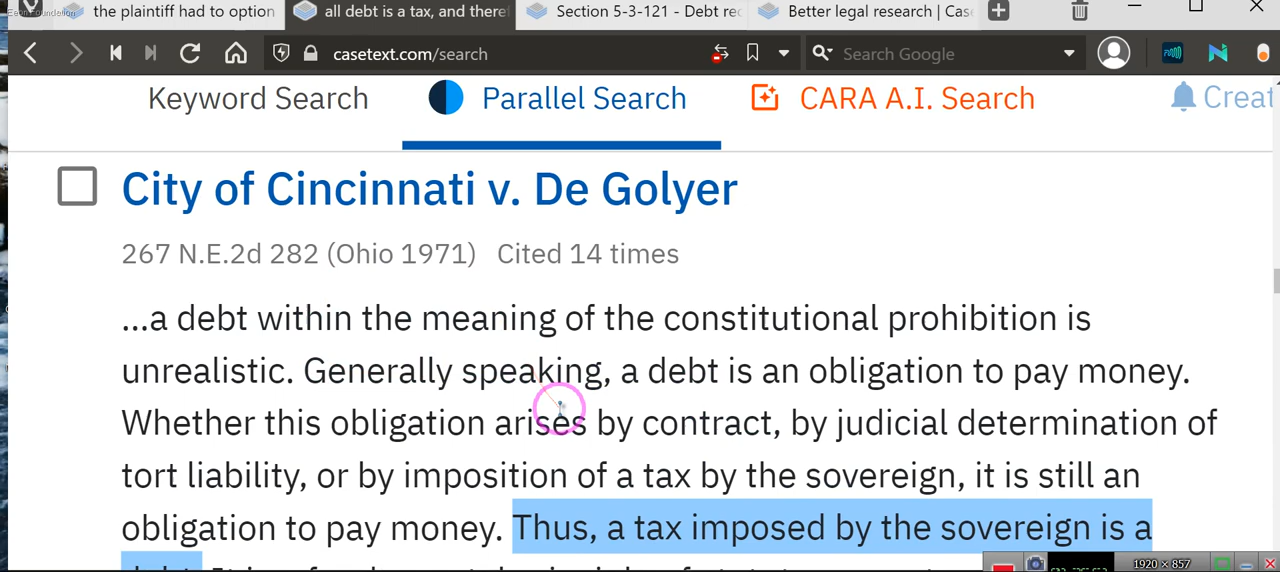 Eeon Foundation
the plaintiff had to option
all debt is a tax, and there
Section 5-3-121 - Debt rec
Better legal research | Cas
casetext.com/search
Search Google
Keyword Search
Parallel Search
CARA A.I. Search
Creat
City of Cincinnati v. De Golyer
267 N.E.2d 282 (Ohio 1971) Cited 14 times
...a debt within the meaning of the constitutional prohibition is
unrealistic. Generally speaking, a debt is an obligation to pay money.
Whether this obligation arises by contract, by judicial determination of
tort liability, or by imposition of a tax by the sovereign, it is still an
obligation to pay money. Thus, a tax imposed by the sovereign is a
1920 × 857